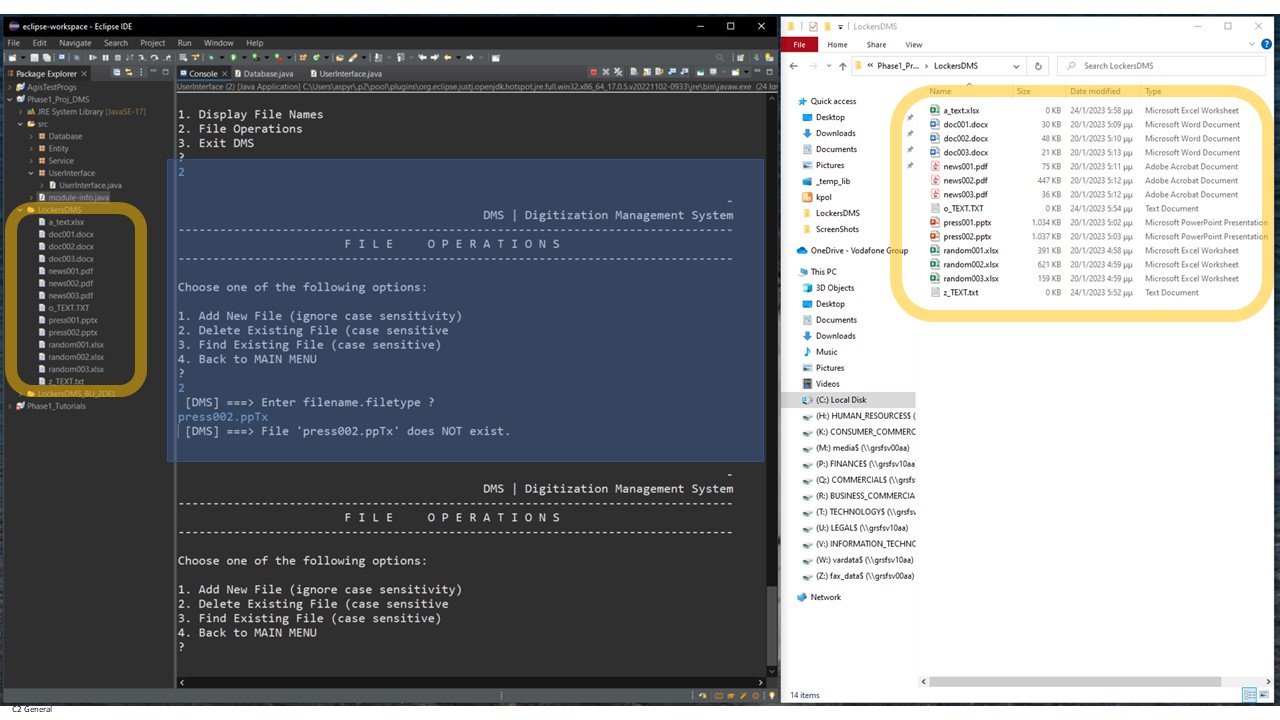 eclipse-workspace - Eclipse IDE
File Edit Navigate Search Project Run Window Help
Package Explorer
AgisTestProgs
Phase1_Proj_DMS
JRE System Library [JavaSE-17]
src
Database
Entity
Service
UserInterface
UserInterface.java
module-info.java
LockersDMS
a_text.xlsx
doc001.docx
doc002.docx
doc003.docx
news001.pdf
news002.pdf
news003.pdf
o_TEXT.TXT
press001.pptx
press002.pptx
random001.xlsx
random002.xlsx
random003.xlsx
z_TEXT.txt
LockersDMS_BU_2DEL
Phase1_Tutorials
Console Database.java UserInterface.java
UserInterface (2) [Java Application] C:\Users\aspyr\.p2\pool\plugins\org.eclipse.justj.openjdk.hotspot.jre.full.win32.x86_64_17.0.5.v20221102-0933\jre\bin\javaw.exe (24 Ιαν
1. Display File Names
2. File Operations
3. Exit DMS
?
2
-
DMS | Digitization Management System
--------------------------------------------------------------------------------
F I L E    O P E R A T I O N S
--------------------------------------------------------------------------------
Choose one of the following options:
1. Add New File (ignore case sensitivity)
2. Delete Existing File (case sensitive
3. Find Existing File (case sensitive)
4. Back to MAIN MENU
?
2
[DMS] ===> Enter filename.filetype ?
press002.ppTx
[DMS] ===> File 'press002.ppTx' does NOT exist.
-
DMS | Digitization Management System
--------------------------------------------------------------------------------
F I L E    O P E R A T I O N S
--------------------------------------------------------------------------------
Choose one of the following options:
1. Add New File (ignore case sensitivity)
2. Delete Existing File (case sensitive
3. Find Existing File (case sensitive)
4. Back to MAIN MENU
?
C2 General
LockersDMS
File Home Share View
« Phase1_Pr... > LockersDMS
Search LockersDMS
Quick access
Desktop
Downloads
Documents
Pictures
_temp_lib
kpol
LockersDMS
ScreenShots
OneDrive - Vodafone Group
This PC
3D Objects
Desktop
Documents
Downloads
Music
Pictures
Videos
(C:) Local Disk
(H:) HUMAN_RESOURCES$ (
(K:) CONSUMER_COMMERC
(M:) media$ (\\grsfsv00aa)
(P:) FINANCE$ (\\grsfsv10aa
(Q:) COMMERCIAL$ (\\grsfs
(R:) BUSINESS_COMMERCIA
(T:) TECHNOLOGY$ (\\grsfsv
(U:) LEGAL$ (\\grsfsv10aa)
(V:) INFORMATION_TECHNC
(W:) vardata$ (\\grsfsv10aa)
(Z:) fax_data$ (\\grsfsv00aa)
Network
Name Size Date modified Type
a_text.xlsx 0 KB 24/1/2023 5:58 μμ Microsoft Excel Worksheet
doc001.docx 30 KB 20/1/2023 5:09 μμ Microsoft Word Document
doc002.docx 48 KB 20/1/2023 5:10 μμ Microsoft Word Document
doc003.docx 21 KB 20/1/2023 5:13 μμ Microsoft Word Document
news001.pdf 75 KB 20/1/2023 5:11 μμ Adobe Acrobat Document
news002.pdf 447 KB 20/1/2023 5:12 μμ Adobe Acrobat Document
news003.pdf 36 KB 20/1/2023 5:12 μμ Adobe Acrobat Document
o_TEXT.TXT 0 KB 24/1/2023 5:54 μμ Text Document
press001.pptx 1.034 KB 20/1/2023 5:02 μμ Microsoft PowerPoint Presentation
press002.pptx 1.037 KB 20/1/2023 5:03 μμ Microsoft PowerPoint Presentation
random001.xlsx 391 KB 20/1/2023 4:58 μμ Microsoft Excel Worksheet
random002.xlsx 621 KB 20/1/2023 4:59 μμ Microsoft Excel Worksheet
random003.xlsx 159 KB 20/1/2023 4:59 μμ Microsoft Excel Worksheet
z_TEXT.txt 0 KB 24/1/2023 5:52 μμ Text Document
14 items